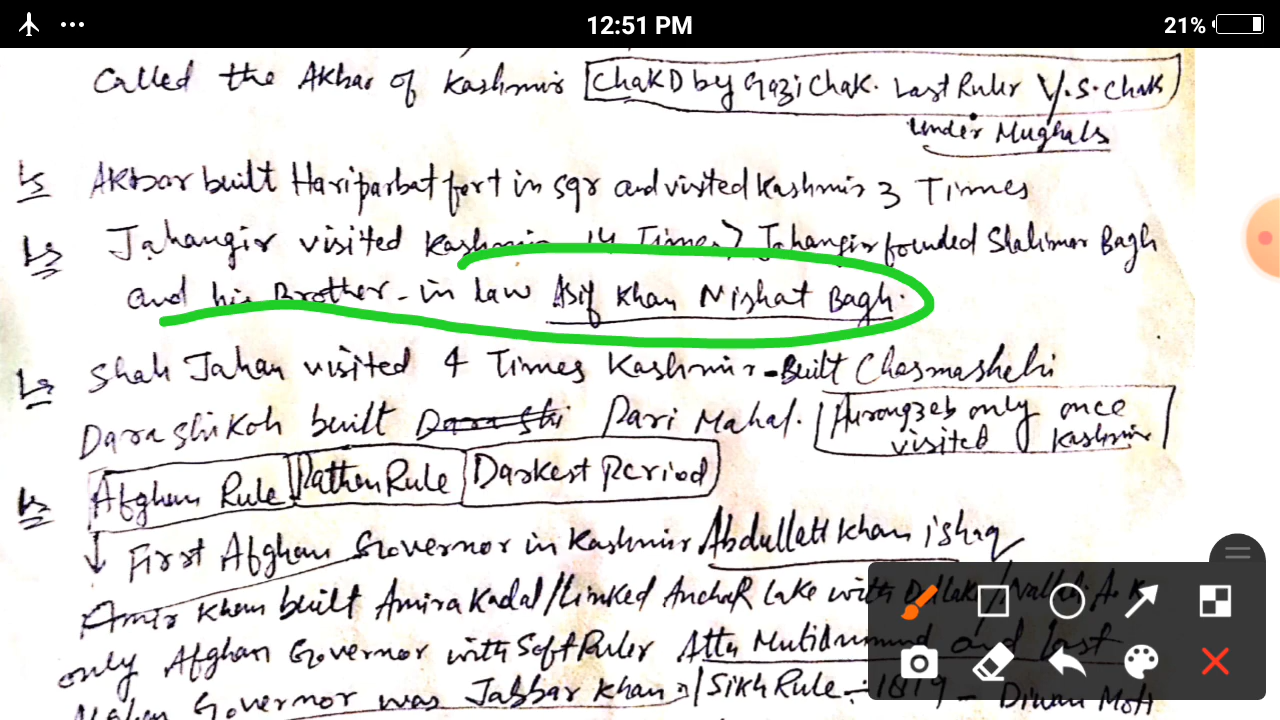 12:51 PM
21%
Called the Akbar of Kashmir ChakD by Gazi Chak. Last Ruler Y.S. Chak
under Mughals
Akbar built Hariparbat fort in sgr and visited Kashmir 3 Times
Jahangir visited Kashmir 14 Times Jahangir founded Shalimar Bagh
and his Brother-in law Asif Khan Nishat Bagh.
Shah Jahan visited 4 Times Kashmir - Built Chesmashehi
Darashikoh built Pari Mahal. Aurongzeb only once
visited Kashmir
Afghan Rule Pathan Rule Darkest Period
↓ First Afghan Governor in Kashmir Abdullah Khan ishaq
Amir Khan built Amira Kadal/Linked Anchar Lake with
only Afghan Governor with Soft Ruler Atta and last
Afghan Governor was Jabbar Khan / Sikh Rule - 1819 - Diwan Moti